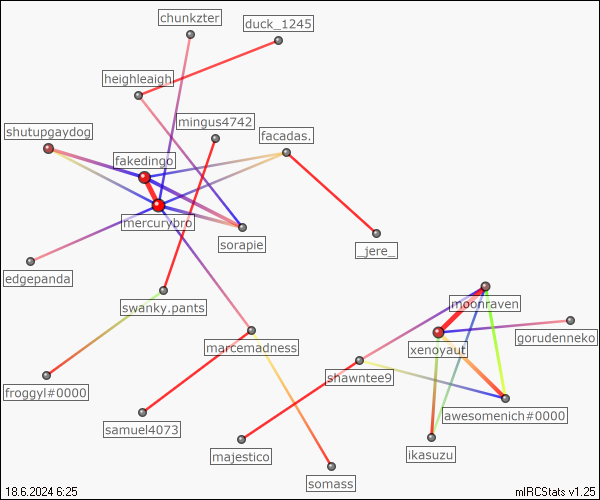 chunkzter
duck_1245
heighleaigh
mingus4742
shutupgaydog
facadas.
fakedingo
mercurybro
sorapie
_jere_
edgepanda
swanky.pants
moonraven
gorudenneko
marcemadness
xenoyaut
shawntee9
froggyl#0000
awesomenich#0000
samuel4073
majestico
ikasuzu
somass
18.6.2024 6:25
mIRCStats v1.25